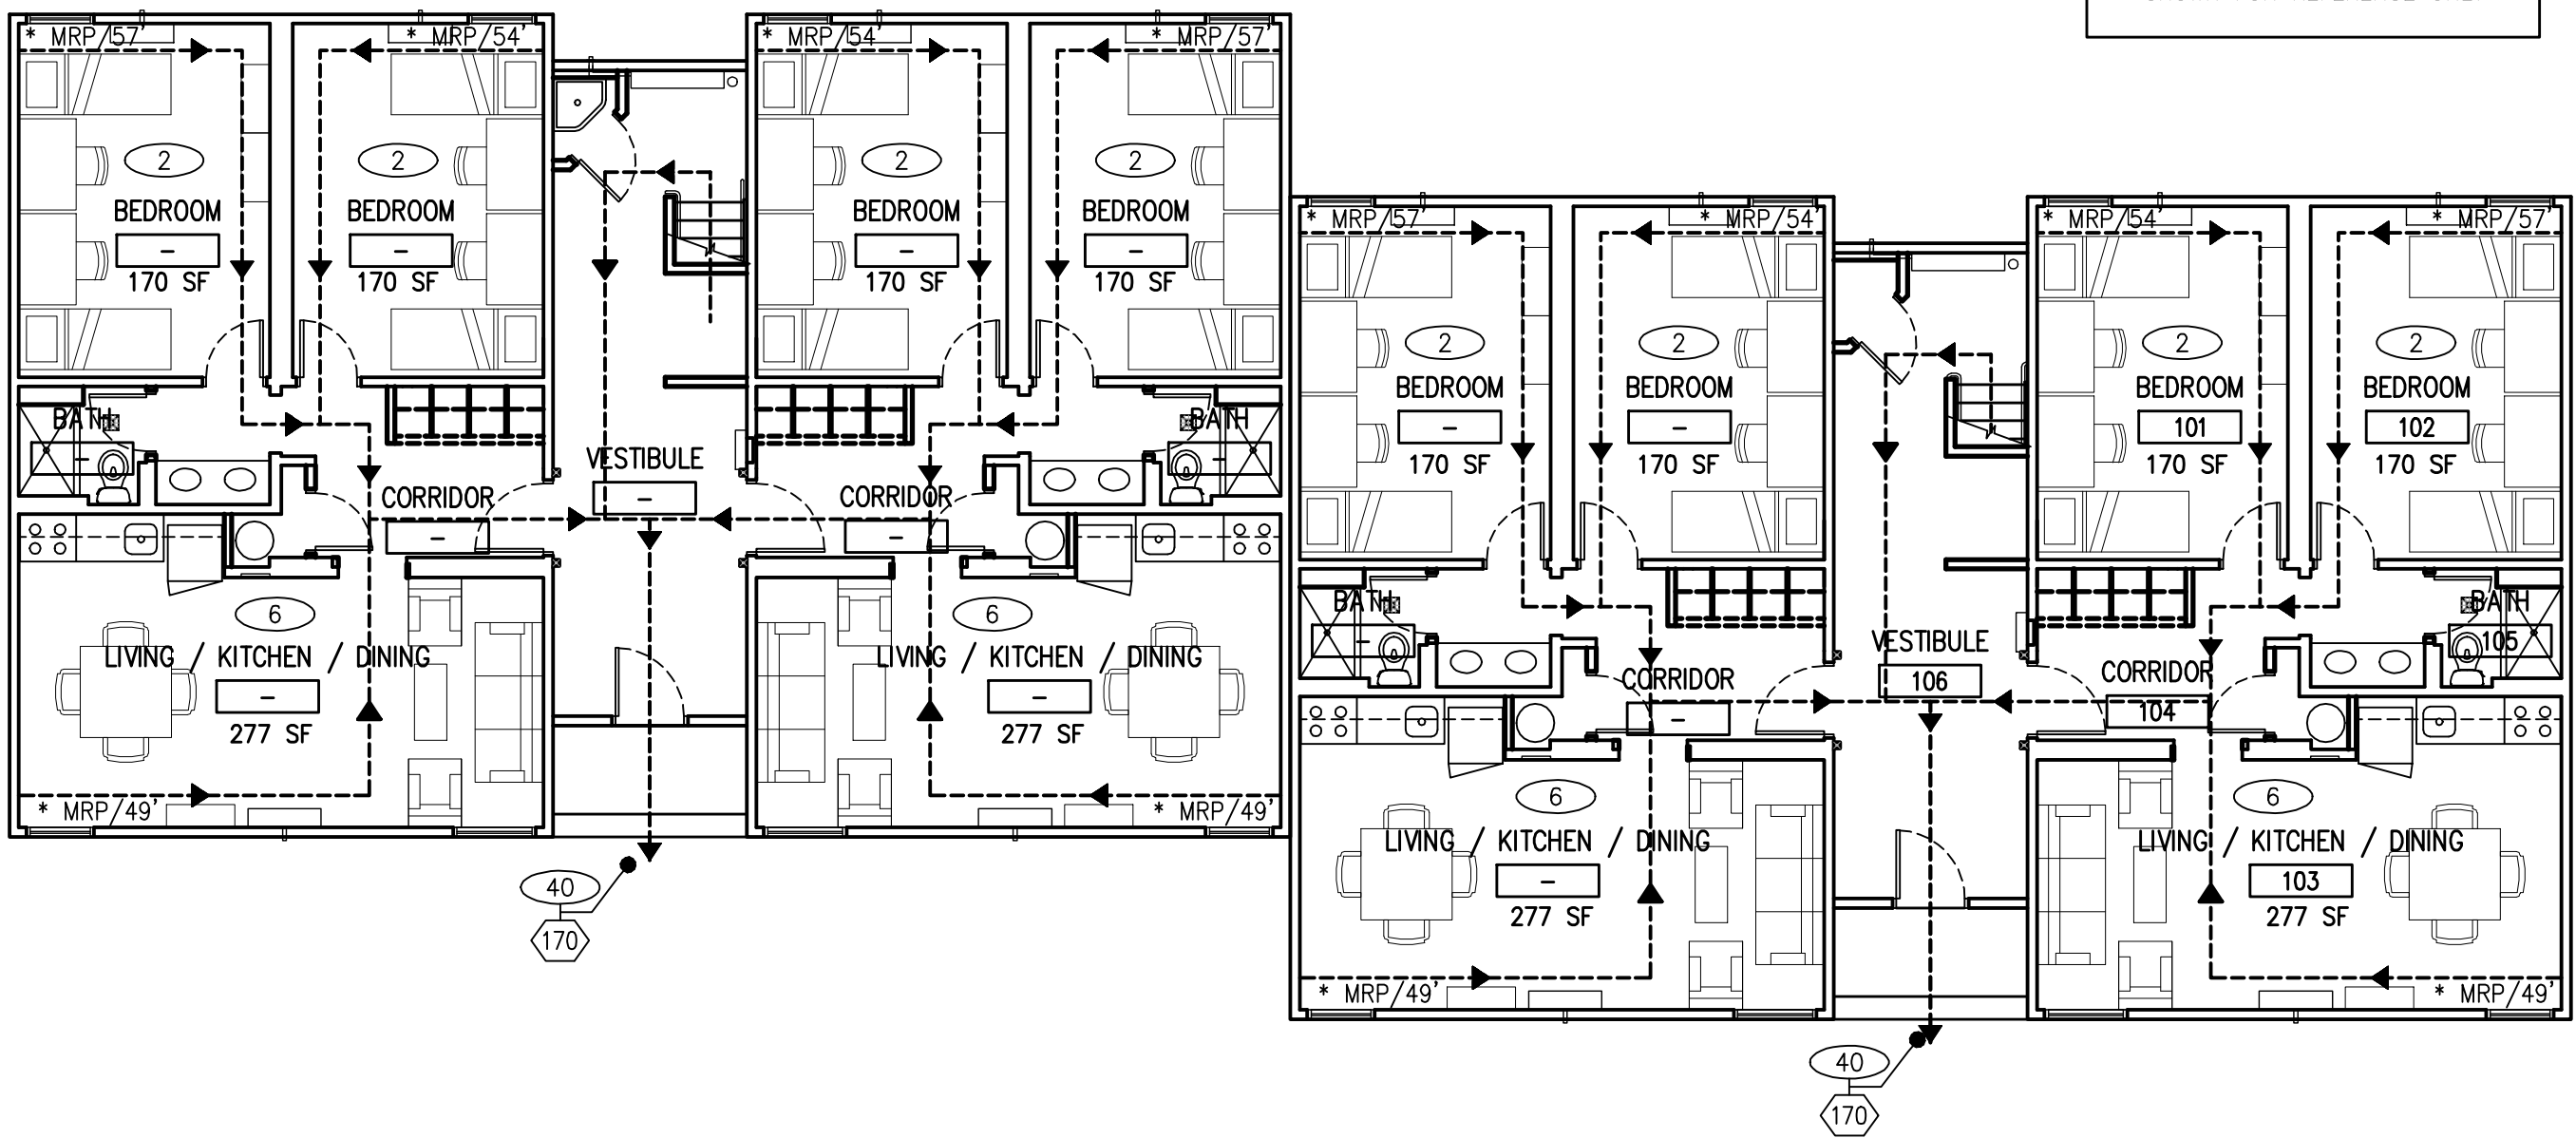 * MRP/57'
* MRP/54'
* MRP/54'
* MRP/57'
2
2
2
2
BEDROOM
BEDROOM
BEDROOM
BEDROOM
-
-
-
-
170 SF
170 SF
170 SF
170 SF
BATH
BATH
-
-
VESTIBULE
-
CORRIDOR
CORRIDOR
-
-
6
6
LIVING / KITCHEN / DINING
LIVING / KITCHEN / DINING
-
-
277 SF
277 SF
* MRP/49'
* MRP/49'
40
170
* MRP/57'
* MRP/54'
* MRP/54'
* MRP/57'
2
2
2
2
BEDROOM
BEDROOM
BEDROOM
BEDROOM
-
-
101
102
170 SF
170 SF
170 SF
170 SF
BATH
BATH
-
105
VESTIBULE
106
CORRIDOR
CORRIDOR
-
104
6
6
LIVING / KITCHEN / DINING
LIVING / KITCHEN / DINING
-
103
277 SF
277 SF
* MRP/49'
* MRP/49'
40
170